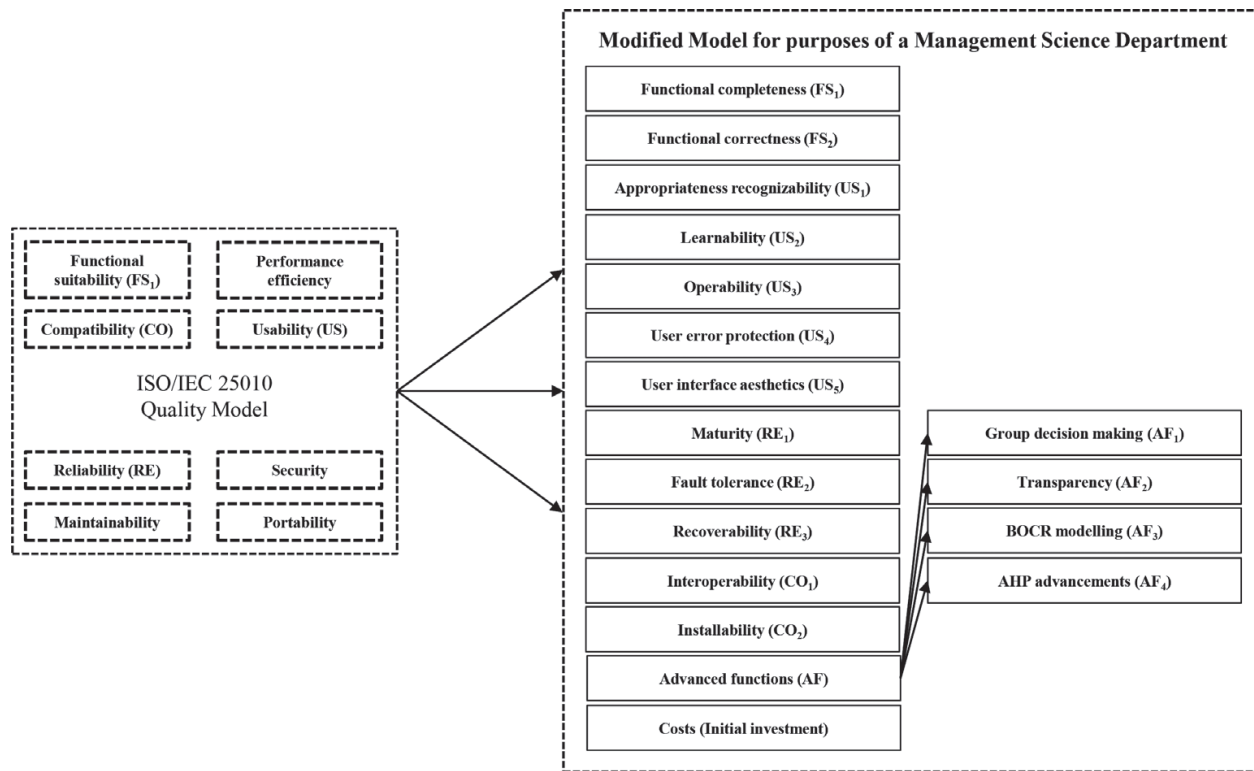 Modified Model for purposes of a Management Science Department
Functional completeness (FS₁)
Functional correctness (FS₂)
Appropriateness recognizability (US₁)
Learnability (US₂)
Operability (US₃)
User error protection (US₄)
User interface aesthetics (US₅)
Maturity (RE₁)
Fault tolerance (RE₂)
Recoverability (RE₃)
Interoperability (CO₁)
Installability (CO₂)
Advanced functions (AF)
Costs (Initial investment)
Group decision making (AF₁)
Transparency (AF₂)
BOCR modelling (AF₃)
AHP advancements (AF₄)
Functional
suitability (FS₁)
Performance
efficiency
Compatibility (CO)
Usability (US)
ISO/IEC 25010
Quality Model
Reliability (RE)
Security
Maintainability
Portability